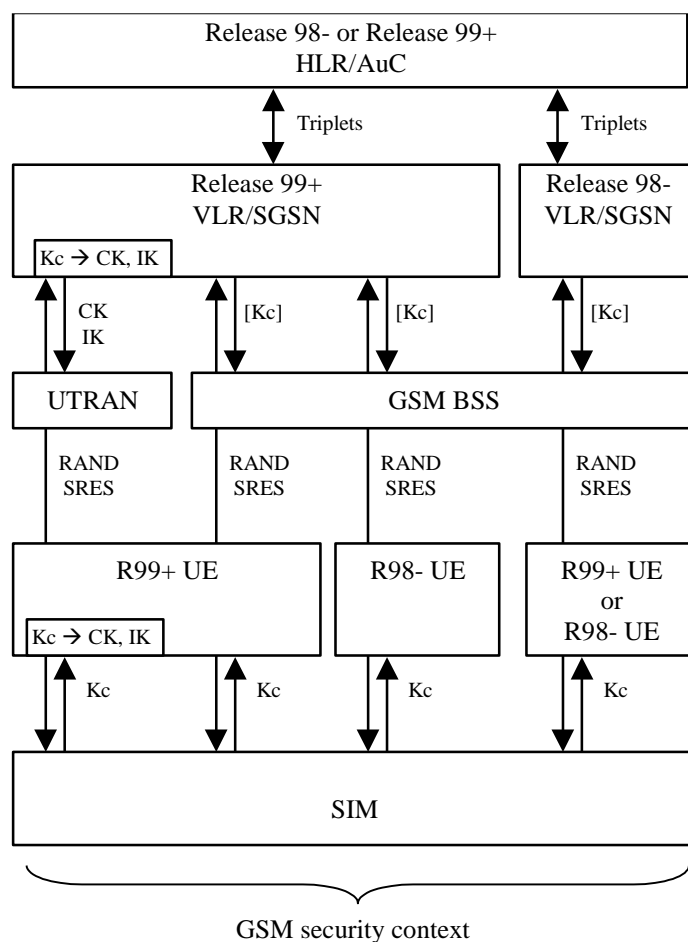 Release 98- or Release 99+
HLR/AuC
Triplets
Triplets
Release 99+
VLR/SGSN
Release 98-
VLR/SGSN
Kc → CK, IK
CK
IK
[Kc]
[Kc]
[Kc]
UTRAN
GSM BSS
RAND
SRES
RAND
SRES
RAND
SRES
RAND
SRES
R99+ UE
R98- UE
R99+ UE
or
R98- UE
Kc → CK, IK
Kc
Kc
Kc
Kc
SIM
GSM security context